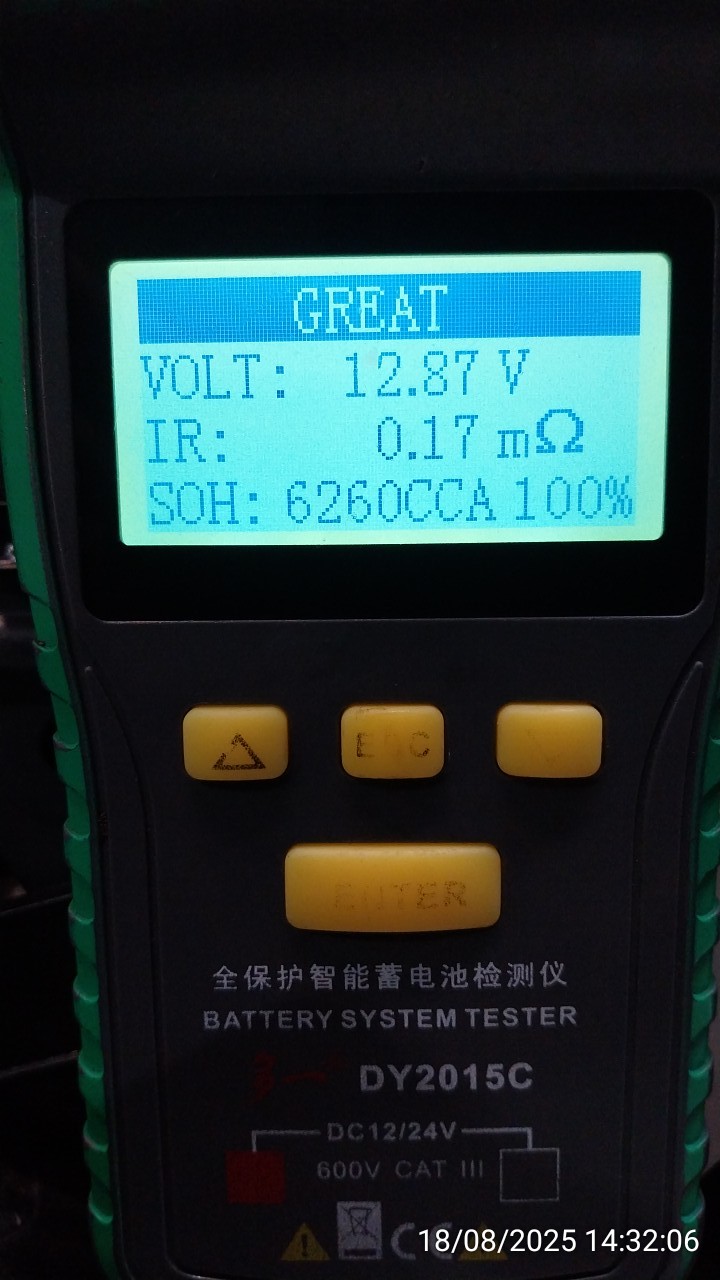 GREAT
VOLT: 12.87 V
IR: 0.17 mΩ
SOH: 6260CCA 100%
ESC
ENTER
全保护智能蓄电池检测仪
BATTERY SYSTEM TESTER
DY2015C
DC12/24V
600V CAT III
CE
18/08/2025 14:32:06